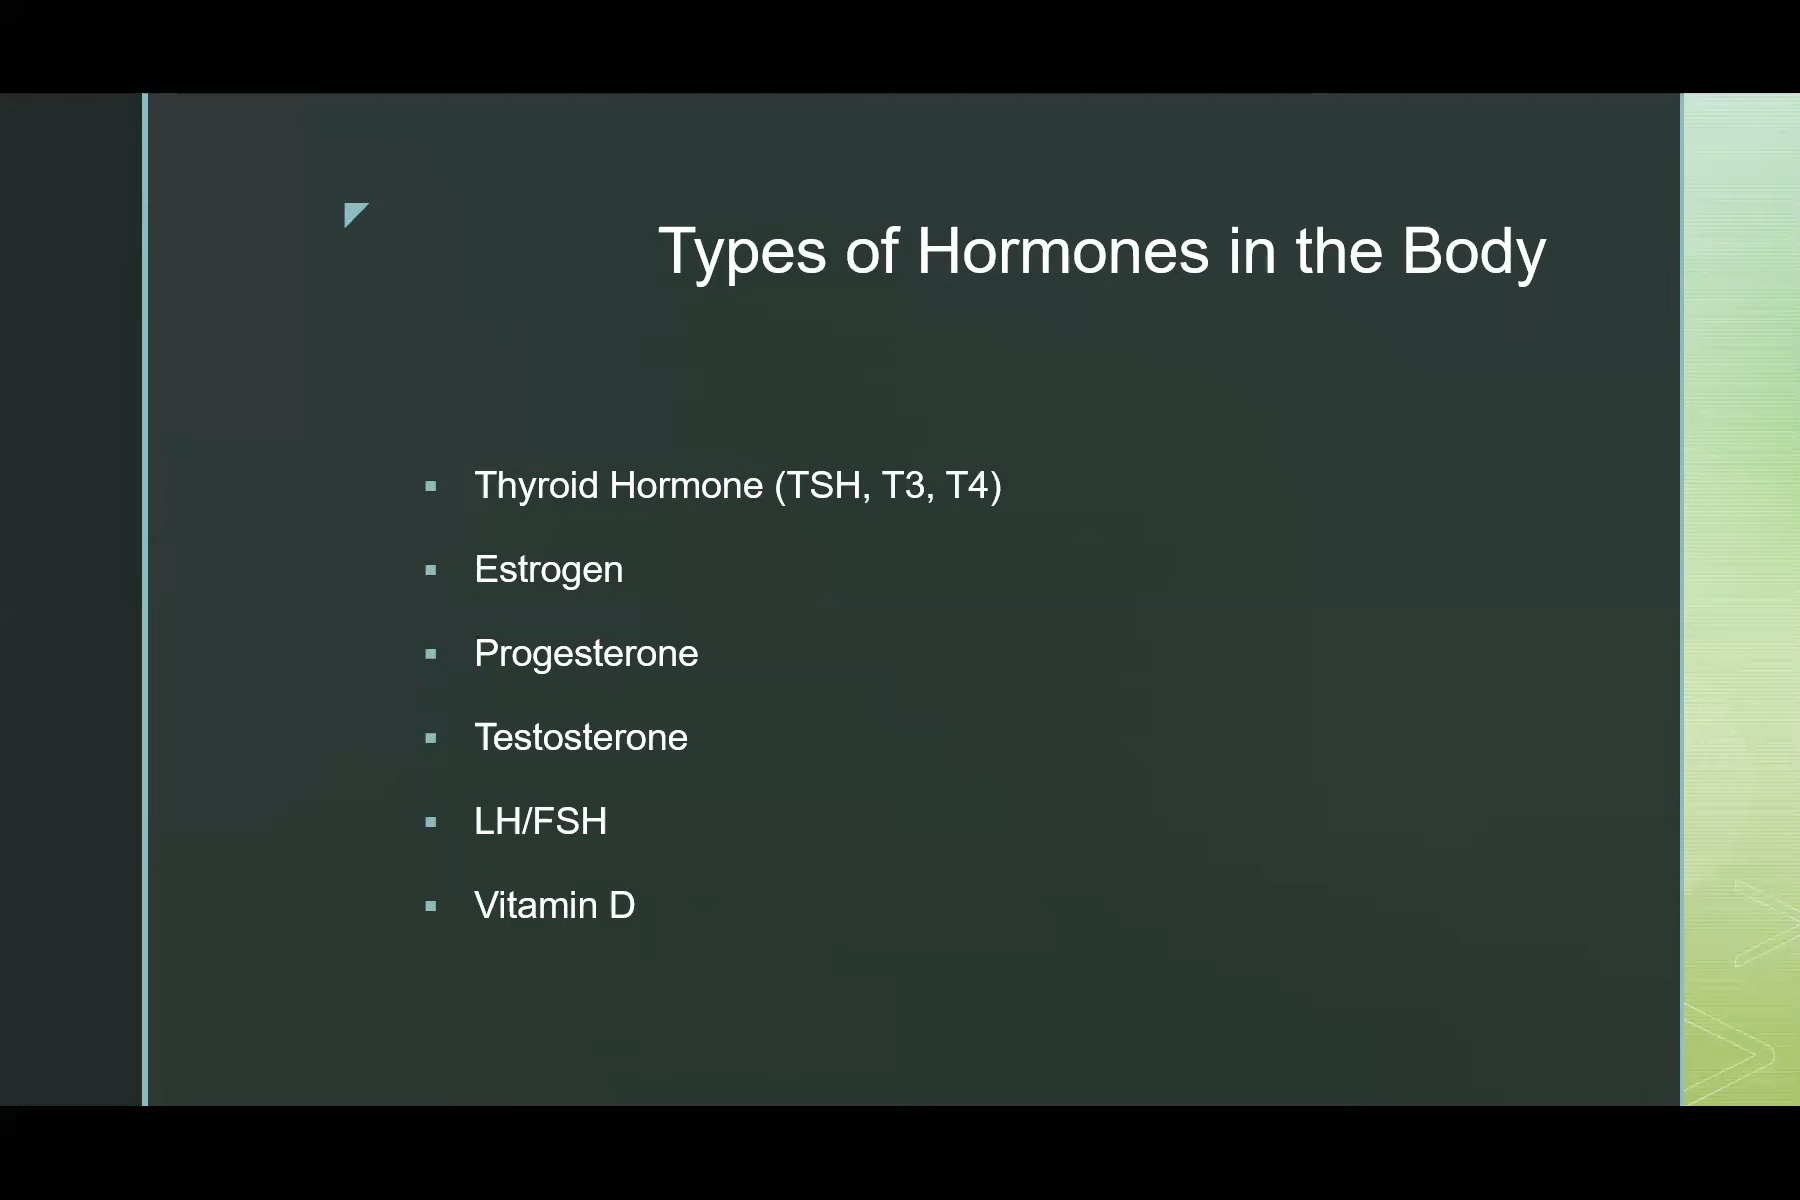 Types of Hormones in the Body
Thyroid Hormone (TSH, T3, T4)
Estrogen
Progesterone
Testosterone
LH/FSH
Vitamin D